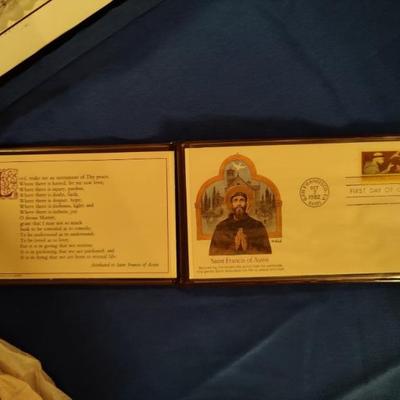 Lord, make me an instrument of Thy peace.
Where there is hatred, let me sow love;
Where there is injury, pardon;
Where there is doubt, faith;
Where there is despair, hope;
Where there is darkness, light; and
Where there is sadness, joy
O divine Master,
grant that I may not so much
seek to be consoled as to console;
To be understood as to understand;
To be loved as to love;
For it is in giving that we receive;
It is in pardoning that we are pardoned; and
It is in dying that we are born to eternal life.
Attributed to Saint Francis of Assisi
Saint Francis of Assisi
SAN FRANCISCO, CA
OCT
7
1982
FIRST DAY OF